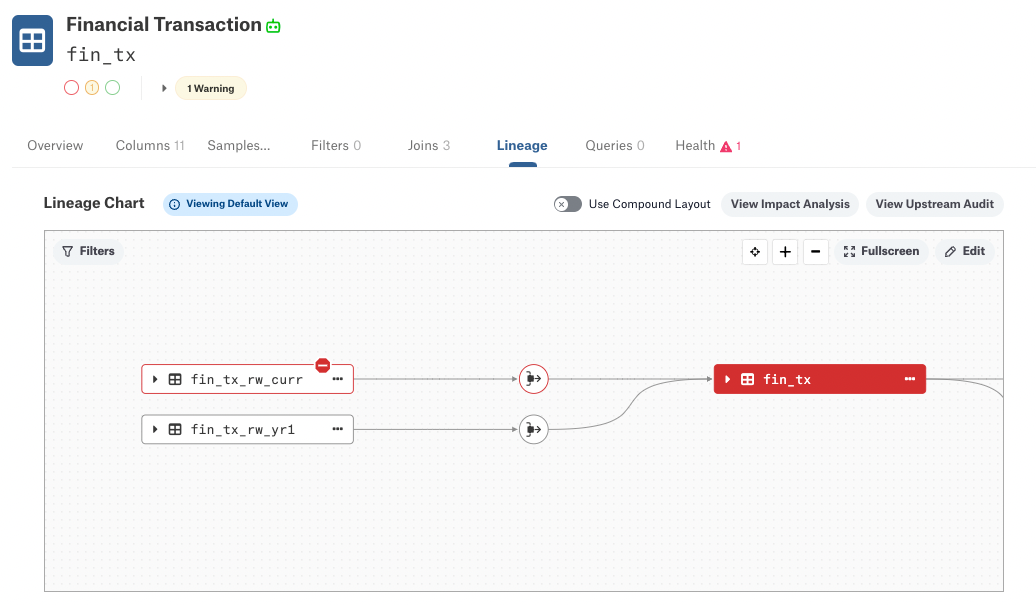 Financial Transaction
fin_tx
1
1 Warning
Overview Columns 11 Samples... Filters 0 Joins 3 Lineage Queries 0 Health 1
Lineage Chart Viewing Default View Use Compound Layout View Impact Analysis View Upstream Audit
Filters Fullscreen Edit
fin_tx_rw_curr fin_tx
fin_tx_rw_yr1